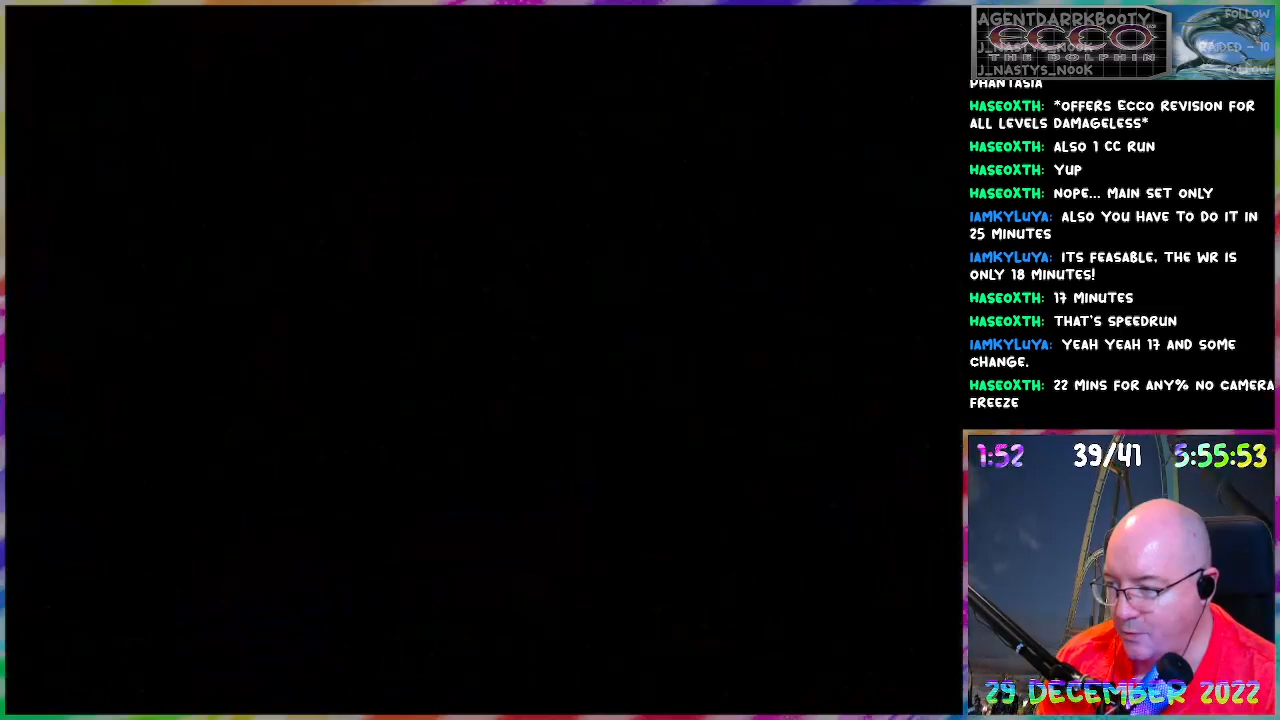 AGENTDARRKBOOTY
FOLLOW
ECCO
J_NASTYS_NOOK
RAIDED - 10
THE DOLPHIN
J_NASTYS_NOOK
FOLLOW
PHANTASIA
HASEOXTH: *OFFERS ECCO REVISION FOR
ALL LEVELS DAMAGELESS*
HASEOXTH: ALSO 1 CC RUN
HASEOXTH: YUP
HASEOXTH: NOPE... MAIN SET ONLY
IAMKYLUYA: ALSO YOU HAVE TO DO IT IN
25 MINUTES
IAMKYLUYA: ITS FEASABLE, THE WR IS
ONLY 18 MINUTES!
HASEOXTH: 17 MINUTES
HASEOXTH: THAT'S SPEEDRUN
IAMKYLUYA: YEAH YEAH 17 AND SOME
CHANGE.
HASEOXTH: 22 MINS FOR ANY% NO CAMERA
FREEZE
1:52
39/41
5:55:53
29 DECEMBER 2022